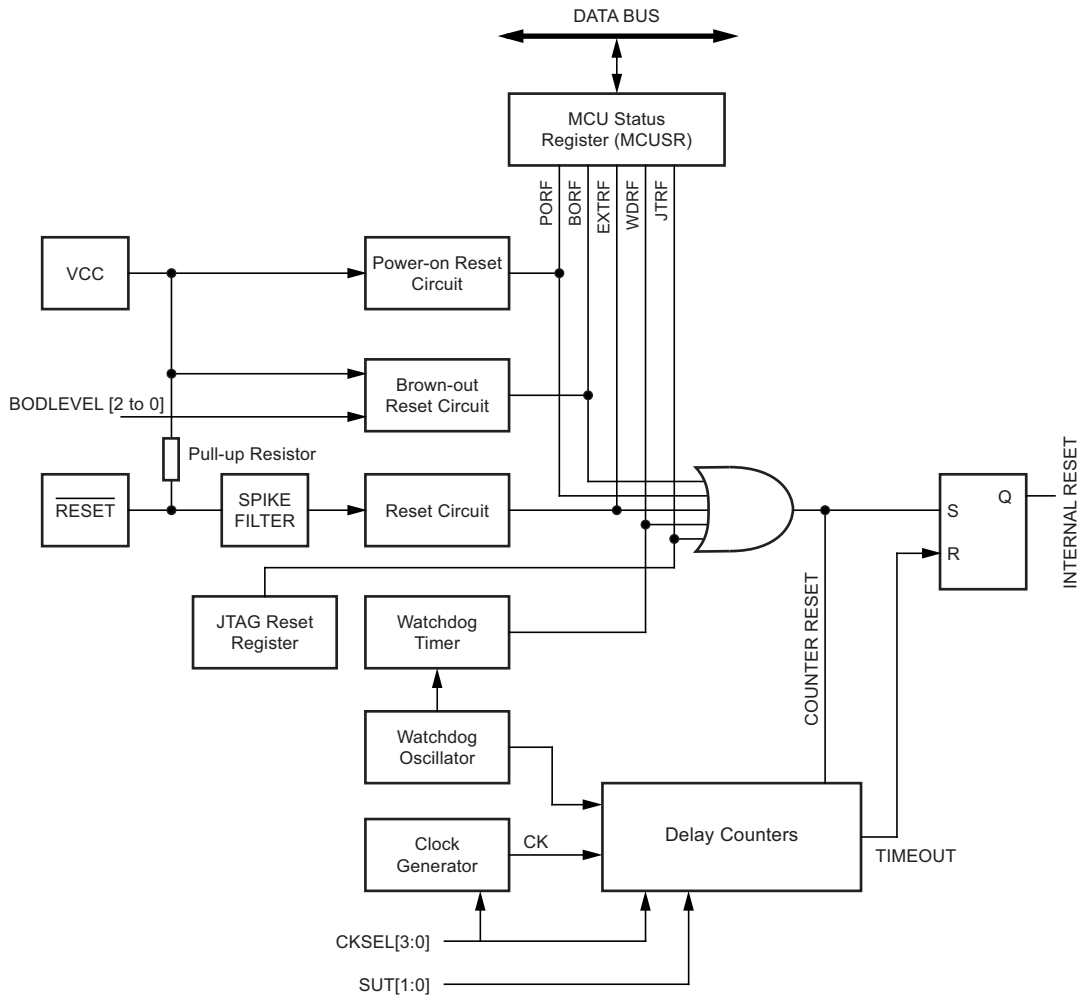 DATA BUS
MCU Status
Register (MCUSR)
PORF
BORF
EXTRF
WDRF
JTRF
VCC
Power-on Reset
Circuit
BODLEVEL [2 to 0]
Brown-out
Reset Circuit
Pull-up Resistor
RESET
SPIKE
FILTER
Reset Circuit
S
Q
R
INTERNAL RESET
JTAG Reset
Register
Watchdog
Timer
COUNTER RESET
Watchdog
Oscillator
Clock
Generator
CK
Delay Counters
TIMEOUT
CKSEL[3:0]
SUT[1:0]